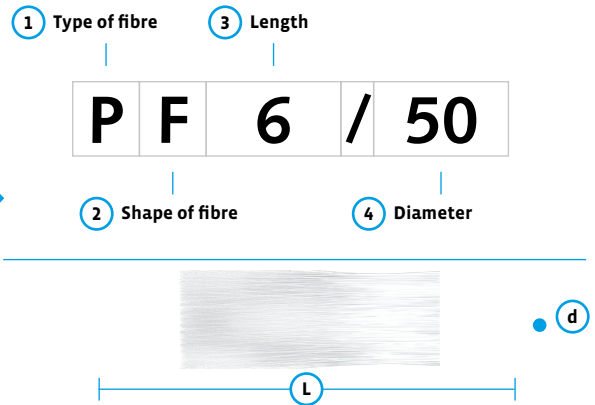 1 Type of fibre
3 Length
P F 6 / 50
2 Shape of fibre
4 Diameter
d
L